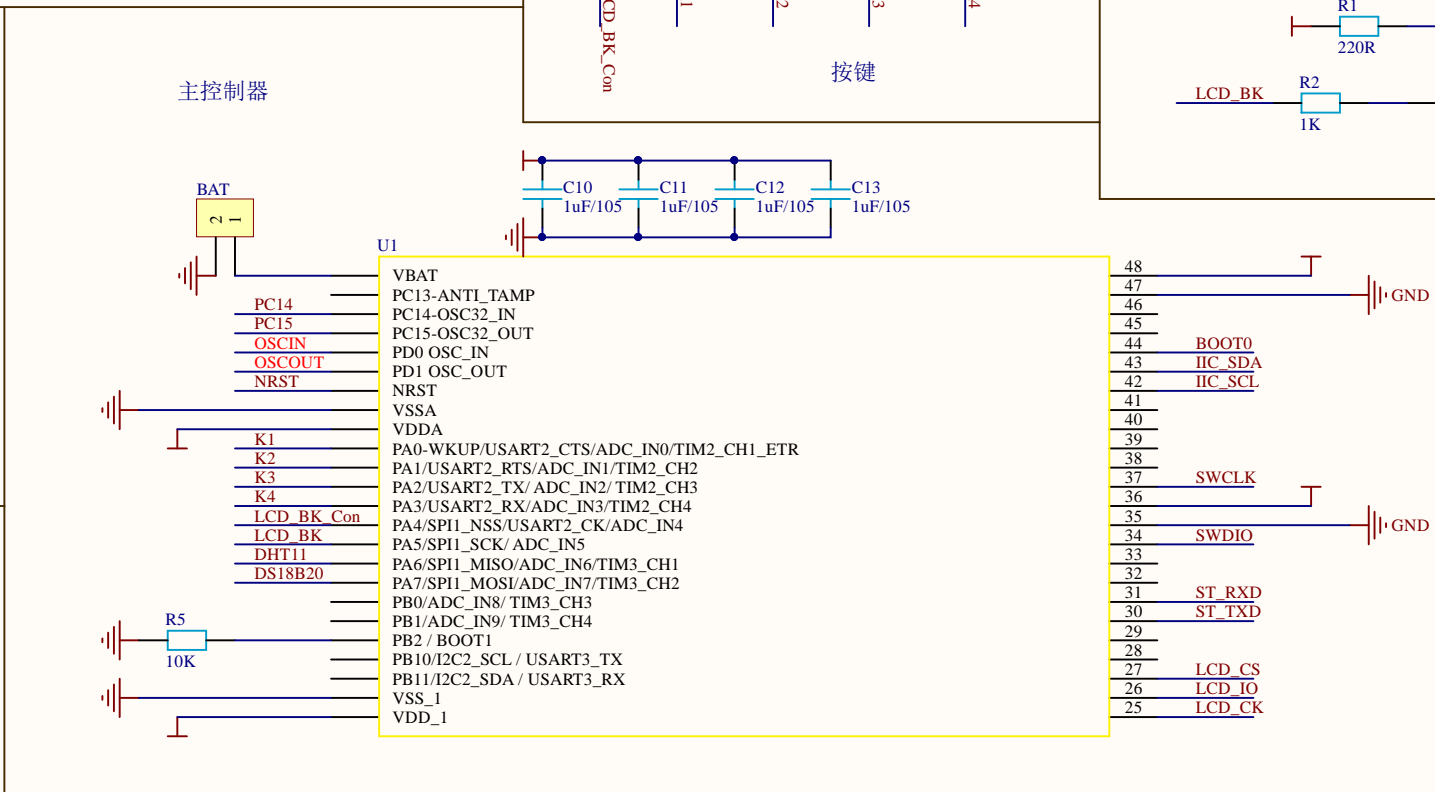 CD_BK_Con
1
2
3
4
R1
220R
按键
主控制器
LCD_BK
R2
1K
BAT
2
1
C10
1uF/105
C11
1uF/105
C12
1uF/105
C13
1uF/105
U1
VBAT
48
PC13-ANTI_TAMP
47
GND
PC14
PC14-OSC32_IN
46
PC15
PC15-OSC32_OUT
45
OSCIN
PD0 OSC_IN
44
BOOT0
OSCOUT
PD1 OSC_OUT
43
IIC_SDA
NRST
NRST
42
IIC_SCL
VSSA
41
VDDA
40
K1
PA0-WKUP/USART2_CTS/ADC_IN0/TIM2_CH1_ETR
39
K2
PA1/USART2_RTS/ADC_IN1/TIM2_CH2
38
K3
PA2/USART2_TX/ ADC_IN2/ TIM2_CH3
37
SWCLK
K4
PA3/USART2_RX/ADC_IN3/TIM2_CH4
36
LCD_BK_Con
PA4/SPI1_NSS/USART2_CK/ADC_IN4
35
GND
LCD_BK
PA5/SPI1_SCK/ ADC_IN5
34
SWDIO
DHT11
PA6/SPI1_MISO/ADC_IN6/TIM3_CH1
33
DS18B20
PA7/SPI1_MOSI/ADC_IN7/TIM3_CH2
32
PB0/ADC_IN8/ TIM3_CH3
31
ST_RXD
PB1/ADC_IN9/ TIM3_CH4
30
ST_TXD
R5
10K
PB2 / BOOT1
29
PB10/I2C2_SCL / USART3_TX
28
PB11/I2C2_SDA / USART3_RX
27
LCD_CS
VSS_1
26
LCD_IO
VDD_1
25
LCD_CK